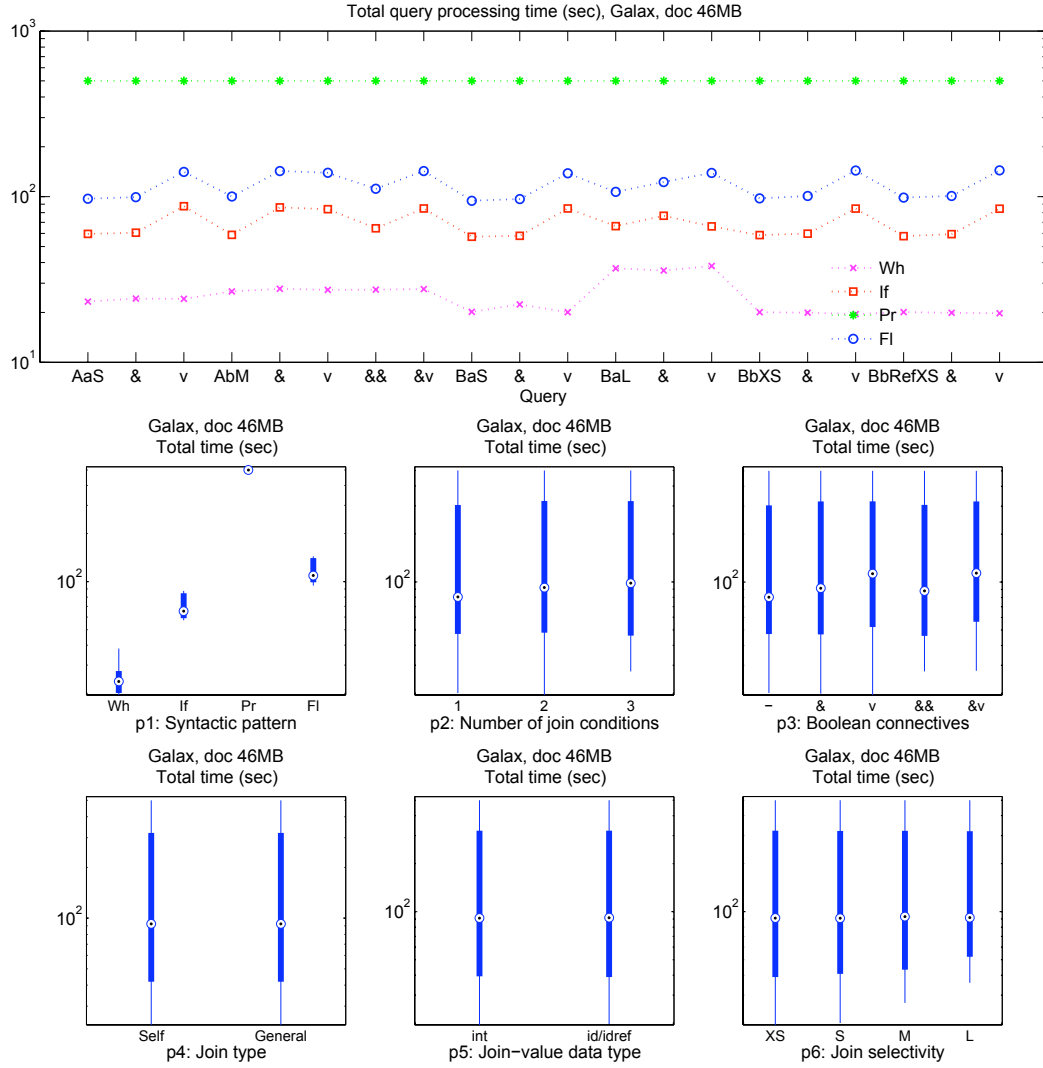 Total query processing time (sec), Galax, doc 46MB
10^3
10^2
10^1
Wh
If
Pr
Fl
AaS & v AbM & v && &v BaS & v BaL & v BbXS & v BbRefXS & v
Query
Galax, doc 46MB
Total time (sec)
10^2
Wh If Pr Fl
p1: Syntactic pattern
Galax, doc 46MB
Total time (sec)
10^2
1 2 3
p2: Number of join conditions
Galax, doc 46MB
Total time (sec)
10^2
− & v && &v
p3: Boolean connectives
Galax, doc 46MB
Total time (sec)
10^2
Self General
p4: Join type
Galax, doc 46MB
Total time (sec)
10^2
int id/idref
p5: Join−value data type
Galax, doc 46MB
Total time (sec)
10^2
XS S M L
p6: Join selectivity